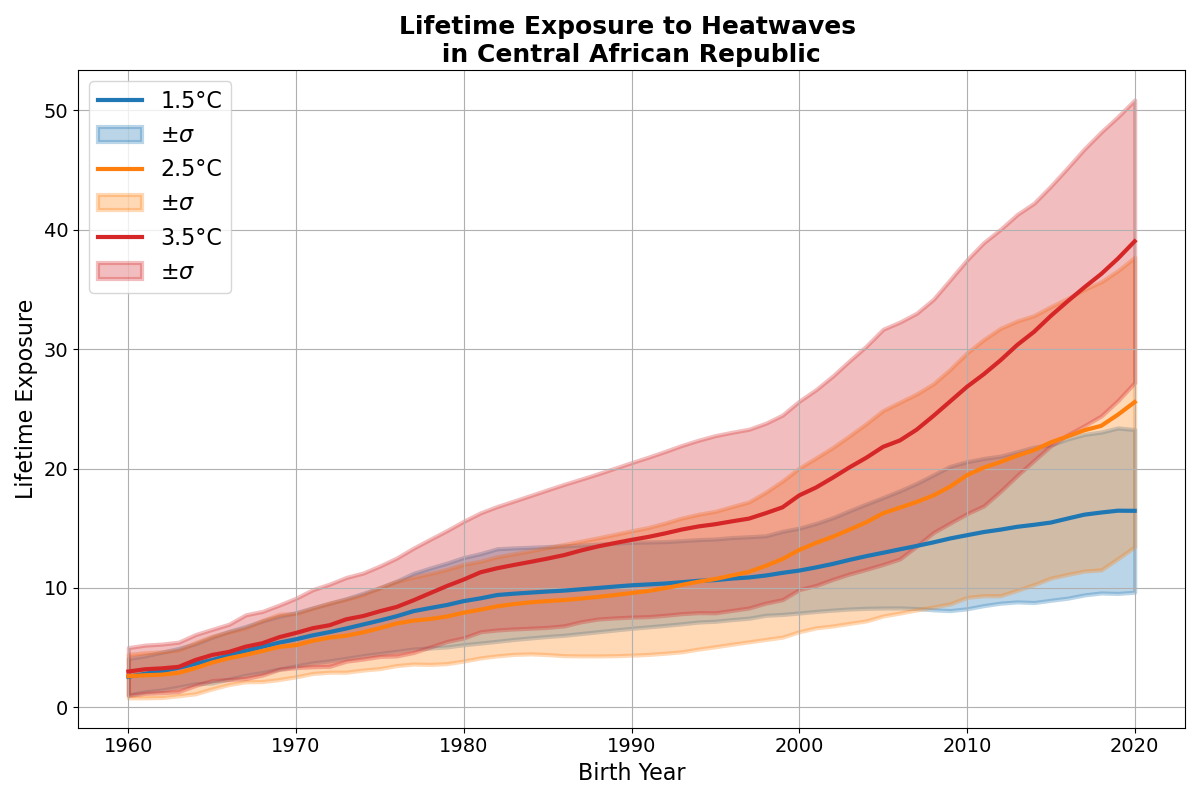 Lifetime Exposure to Heatwaves
in Central African Republic
1.5°C
±σ
2.5°C
±σ
3.5°C
±σ
Lifetime Exposure
50
40
30
20
10
0
1960 1970 1980 1990 2000 2010 2020
Birth Year